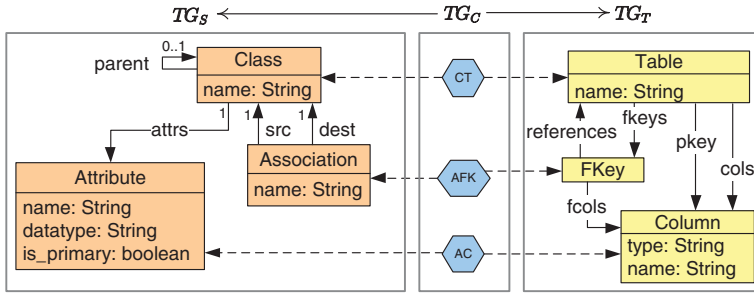 TG_S TG_C TG_T
0..1 1
parent
Class
name: String
CT
Table
name: String
1 1 1
attrs src dest
references fkeys pkey cols
Association
name: String
AFK
FKey
fcols
Attribute
name: String
datatype: String
is_primary: boolean
AC
Column
type: String
name: String